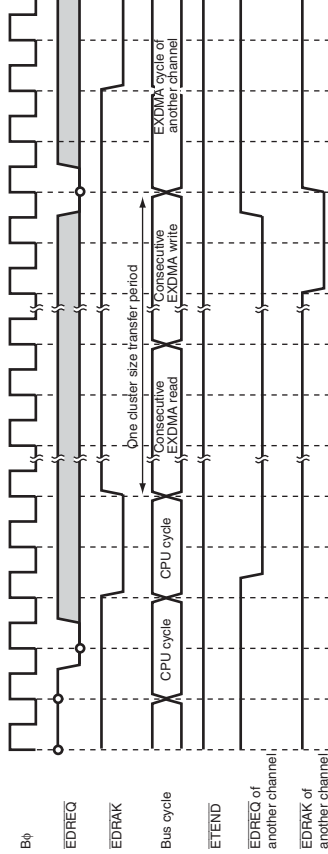 Bφ
EDREQ
EDRAK
Bus cycle
ETEND
EDREQ of
another channel
EDRAK of
another channel
CPU cycle
CPU cycle
One cluster size transfer period
Consecutive
EXDMA read
Consecutive
EXDMA write
EXDMA cycle of
another channel